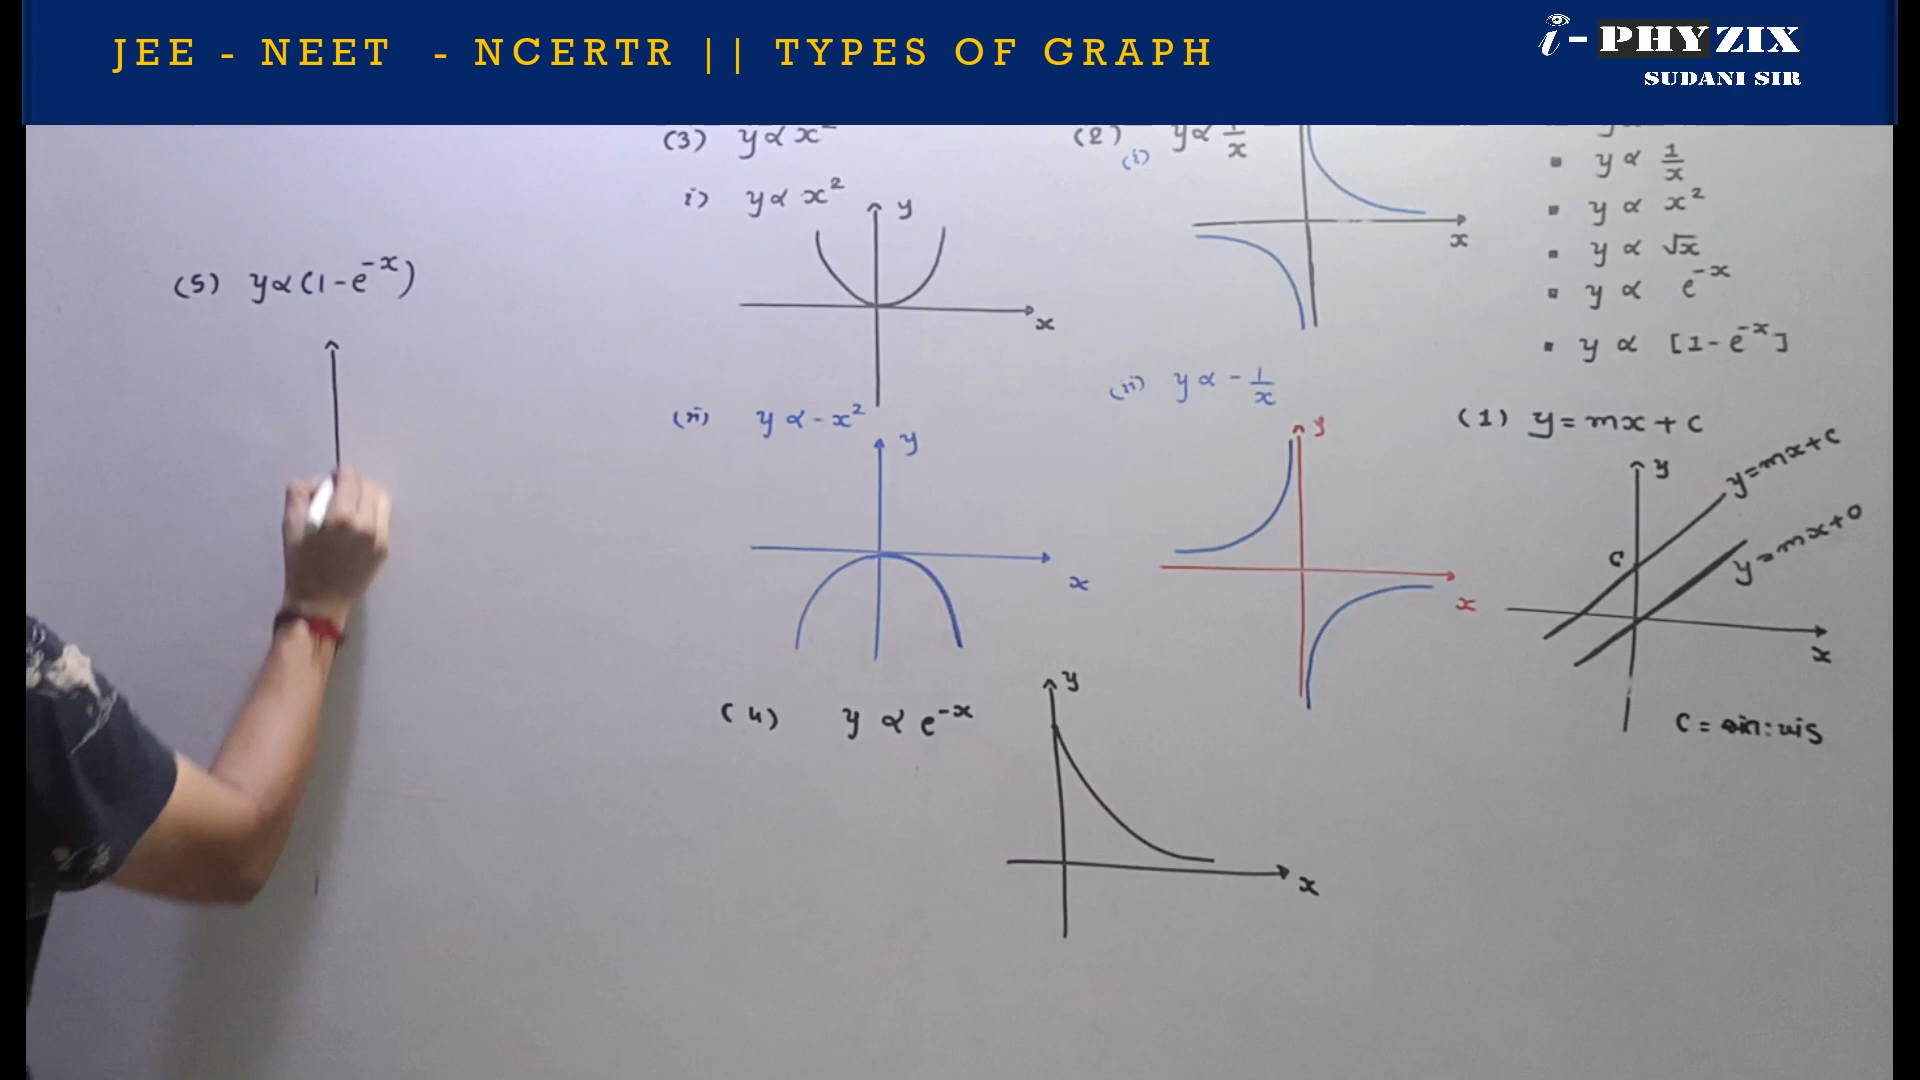 JEE - NEET - NCERTR || TYPES OF GRAPH
i-PHYZIX
SUDANI SIR
(5) y∝(1-e^-x)
(3) y∝x²
i) y∝x²
y
x
(ii) y∝-x²
y
x
(4) y∝e^-x
y
x
(2) y∝1/x
(i)
x
(ii) y∝-1/x
y
x
▪ y∝1/x
▪ y∝x²
▪ y∝√x
▪ y∝e^-x
▪ y∝[1-e^-x]
(1) y=mx+c
y
y=mx+c
c
y=mx+0
x
C =